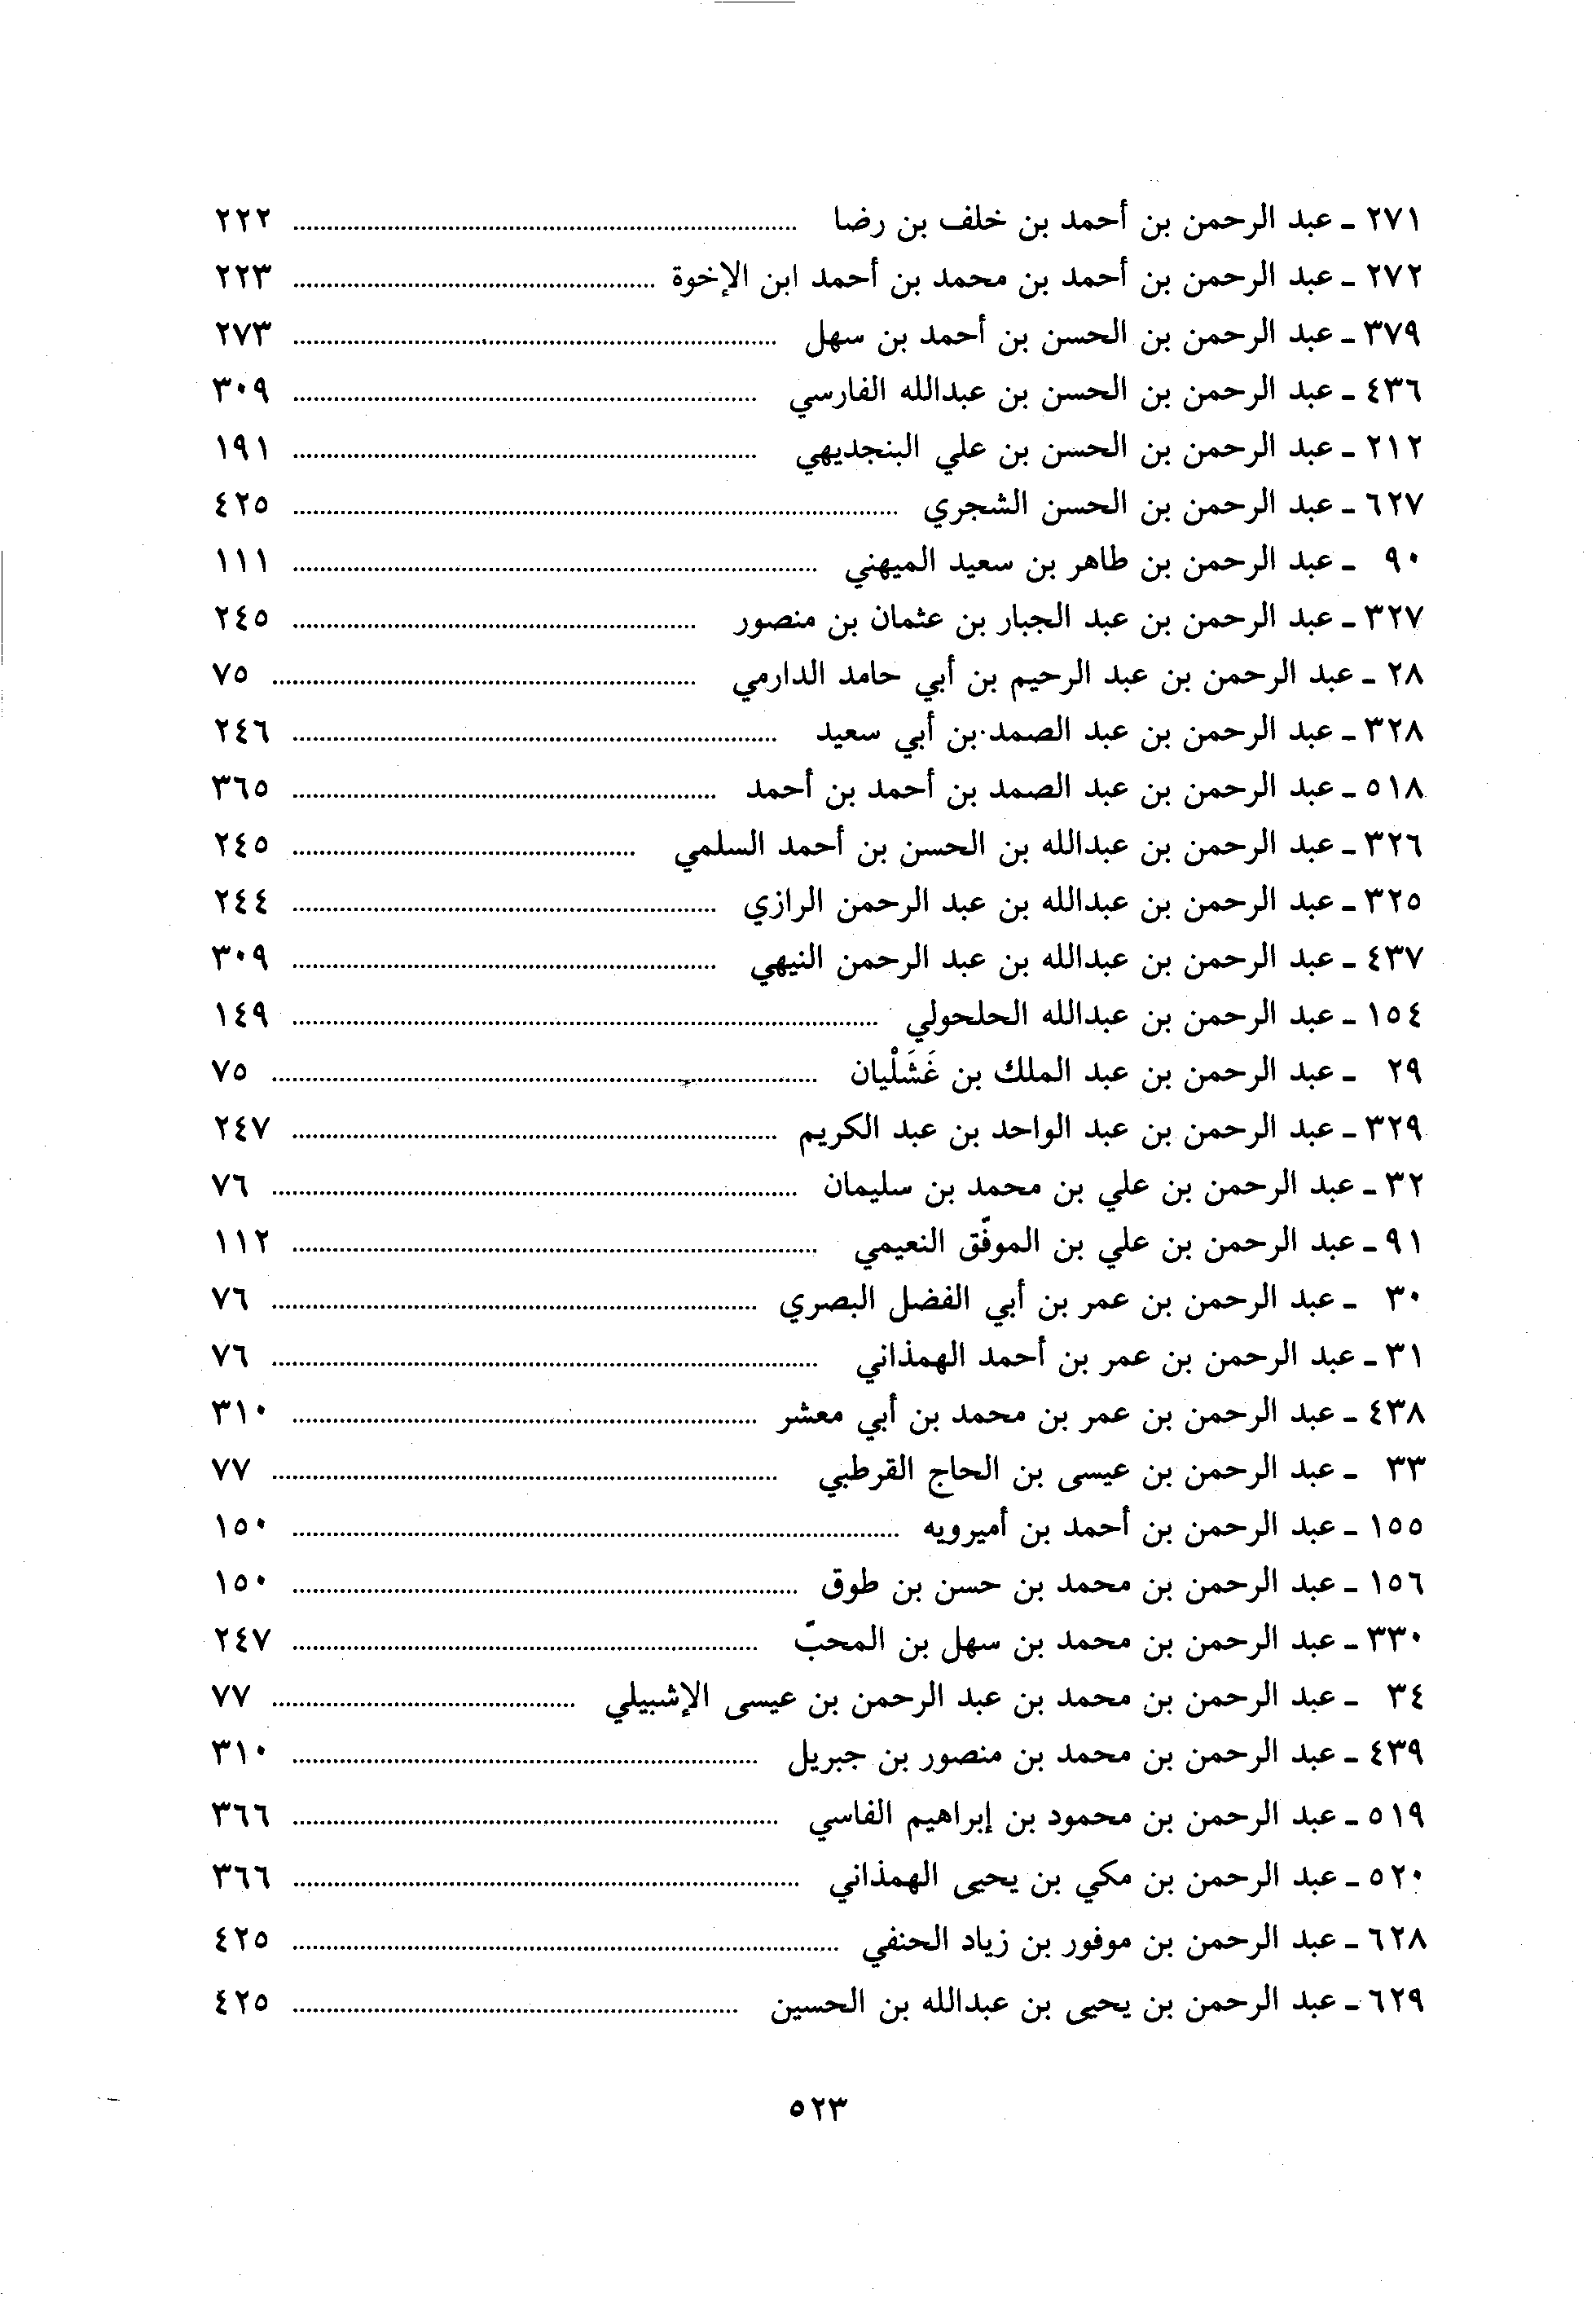 ٢٧١ ـ عبد الرحمن بن أحمد بن خلف بن رضا ........ ٢٢٢
٢٧٢ ـ عبد الرحمن بن أحمد بن محمد بن أحمد ابن الإخوة ........ ٢٢٣
٣٧٩ ـ عبد الرحمن بن الحسن بن أحمد بن سهل ........ ٢٧٣
٤٣٦ ـ عبد الرحمن بن الحسن بن عبدالله الفارسي ........ ٣٠٩
٢١٢ ـ عبد الرحمن بن الحسن بن علي البنجديهي ........ ١٩١
٦٢٧ ـ عبد الرحمن بن الحسن الشجري ........ ٤٢٥
٩٠ ـ عبد الرحمن بن طاهر بن سعيد الميهني ........ ١١١
٣٢٧ ـ عبد الرحمن بن عبد الجبار بن عثمان بن منصور ........ ٢٤٥
٢٨ ـ عبد الرحمن بن عبد الرحيم بن أبي حامد الدارمي ........ ٧٥
٣٢٨ ـ عبد الرحمن بن عبد الصمد بن أبي سعيد ........ ٢٤٦
٥١٨ ـ عبد الرحمن بن عبد الصمد بن أحمد بن أحمد ........ ٣٦٥
٣٢٦ ـ عبد الرحمن بن عبدالله بن الحسن بن أحمد السلمي ........ ٢٤٥
٣٢٥ ـ عبد الرحمن بن عبدالله بن عبد الرحمن الرازي ........ ٢٤٤
٤٣٧ ـ عبد الرحمن بن عبدالله بن عبد الرحمن النيهي ........ ٣٠٩
١٥٤ ـ عبد الرحمن بن عبدالله الحلحولي ........ ١٤٩
٢٩ ـ عبد الرحمن بن عبد الملك بن غَشَلْيان ........ ٧٥
٣٢٩ ـ عبد الرحمن بن عبد الواحد بن عبد الكريم ........ ٢٤٧
٣٢ ـ عبد الرحمن بن علي بن محمد بن سليمان ........ ٧٦
٩١ ـ عبد الرحمن بن علي بن الموفّق النعيمي ........ ١١٢
٣٠ ـ عبد الرحمن بن عمر بن أبي الفضل البصري ........ ٧٦
٣١ ـ عبد الرحمن بن عمر بن أحمد الهمذاني ........ ٧٦
٤٣٨ ـ عبد الرحمن بن عمر بن محمد بن أبي معشر ........ ٣١٠
٣٣ ـ عبد الرحمن بن عيسى بن الحاج القرطبي ........ ٧٧
١٥٥ ـ عبد الرحمن بن أحمد بن أميرويه ........ ١٥٠
١٥٦ ـ عبد الرحمن بن محمد بن حسن بن طوق ........ ١٥٠
٣٣٠ ـ عبد الرحمن بن محمد بن سهل بن المحبّ ........ ٢٤٧
٣٤ ـ عبد الرحمن بن محمد بن عبد الرحمن بن عيسى الإشبيلي ........ ٧٧
٤٣٩ ـ عبد الرحمن بن محمد بن منصور بن جبريل ........ ٣١٠
٥١٩ ـ عبد الرحمن بن محمود بن إبراهيم الفاسي ........ ٣٦٦
٥٢٠ ـ عبد الرحمن بن مكي بن يحيى الهمذاني ........ ٣٦٦
٦٢٨ ـ عبد الرحمن بن موفور بن زياد الحنفي ........ ٤٢٥
٦٢٩ ـ عبد الرحمن بن يحيى بن عبدالله بن الحسين ........ ٤٢٥
٥٢٣